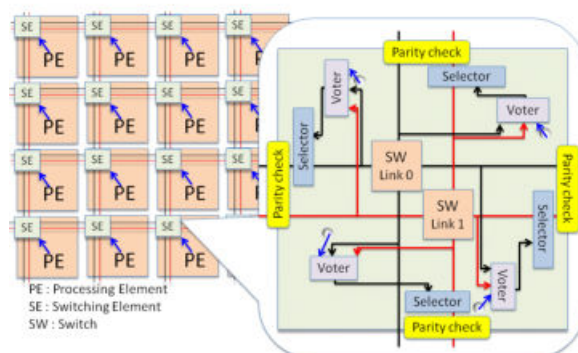 SE
PE
SE
PE
SE
PE
SE
PE
SE
PE
SE
PE
SE
PE
SE
SE
PE
SE
PE
SE
PE
SE
SE
PE
SE
PE
SE
PE
SE
PE : Processing Element
SE : Switching Element
SW : Switch
Parity check
Selector
Voter
Voter
Selector
SW
Link 0
Parity check
Parity check
SW
Link 1
Selector
Voter
Voter
Selector
Parity check